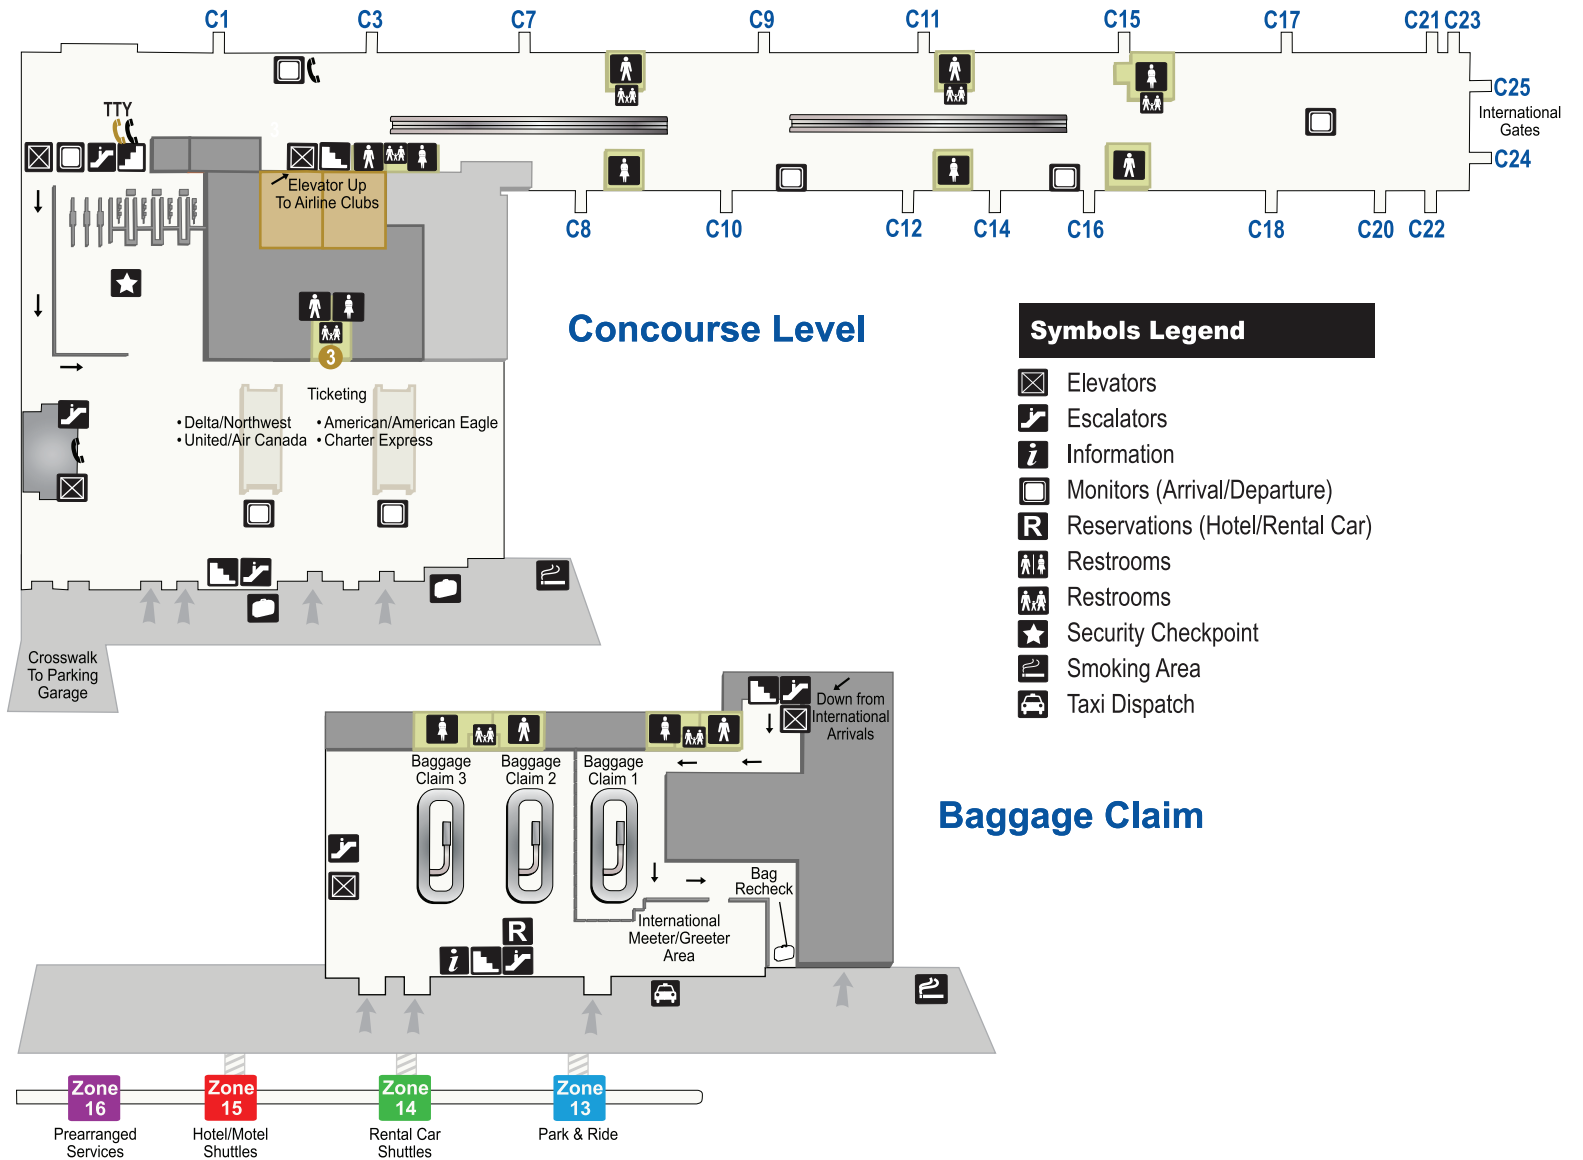 C1
C3
C7
C9
C11
C15
C17
C21
C23
C25
International
Gates
C24
TTY
3
Elevator Up
To Airline Clubs
C8
C10
C12
C14
C16
C18
C20
C22
3
Concourse Level
Ticketing
• Delta/Northwest
• United/Air Canada
• American/American Eagle
• Charter Express
Crosswalk
To Parking
Garage
Symbols Legend
Elevators
Escalators
i Information
Monitors (Arrival/Departure)
R Reservations (Hotel/Rental Car)
Restrooms
Restrooms
Security Checkpoint
Smoking Area
Taxi Dispatch
Down from
International
Arrivals
Baggage
Claim 3
Baggage
Claim 2
Baggage
Claim 1
Baggage Claim
Bag
Recheck
International
Meeter/Greeter
Area
R
i
Zone
16
Prearranged
Services
Zone
15
Hotel/Motel
Shuttles
Zone
14
Rental Car
Shuttles
Zone
13
Park & Ride